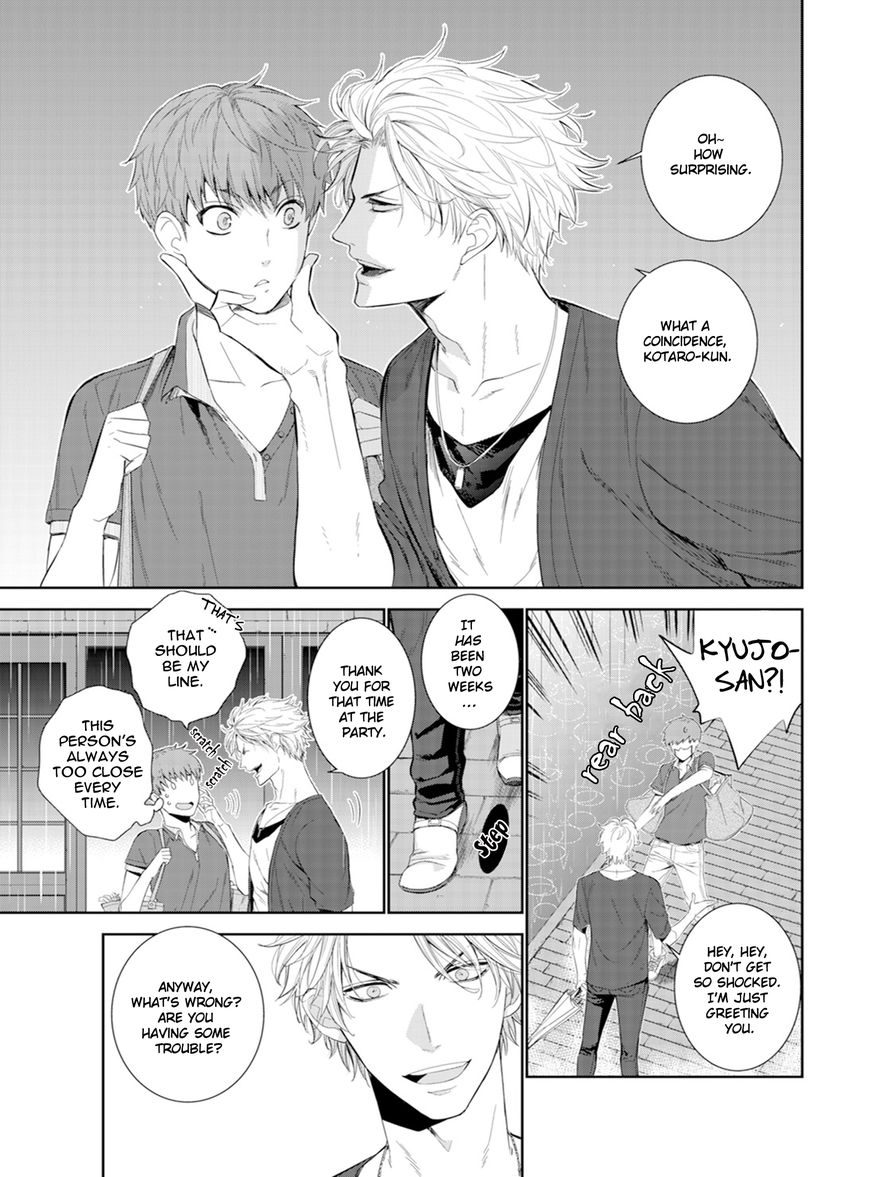 OH~
HOW
SURPRISING.
WHAT A
COINCIDENCE,
KOTARO-KUN.
KYUJO-
SAN?!
rear back
HEY, HEY,
DON'T GET
SO SHOCKED.
I'M JUST
GREETING
YOU.
IT
HAS
BEEN
TWO
WEEKS
...
Step
THANK
YOU FOR
THAT TIME
AT THE
PARTY.
THAT'S
...
THAT
SHOULD
BE MY
LINE.
scratch
scratch
THIS
PERSON'S
ALWAYS
TOO CLOSE
EVERY
TIME.
ANYWAY,
WHAT'S WRONG?
ARE YOU
HAVING SOME
TROUBLE?